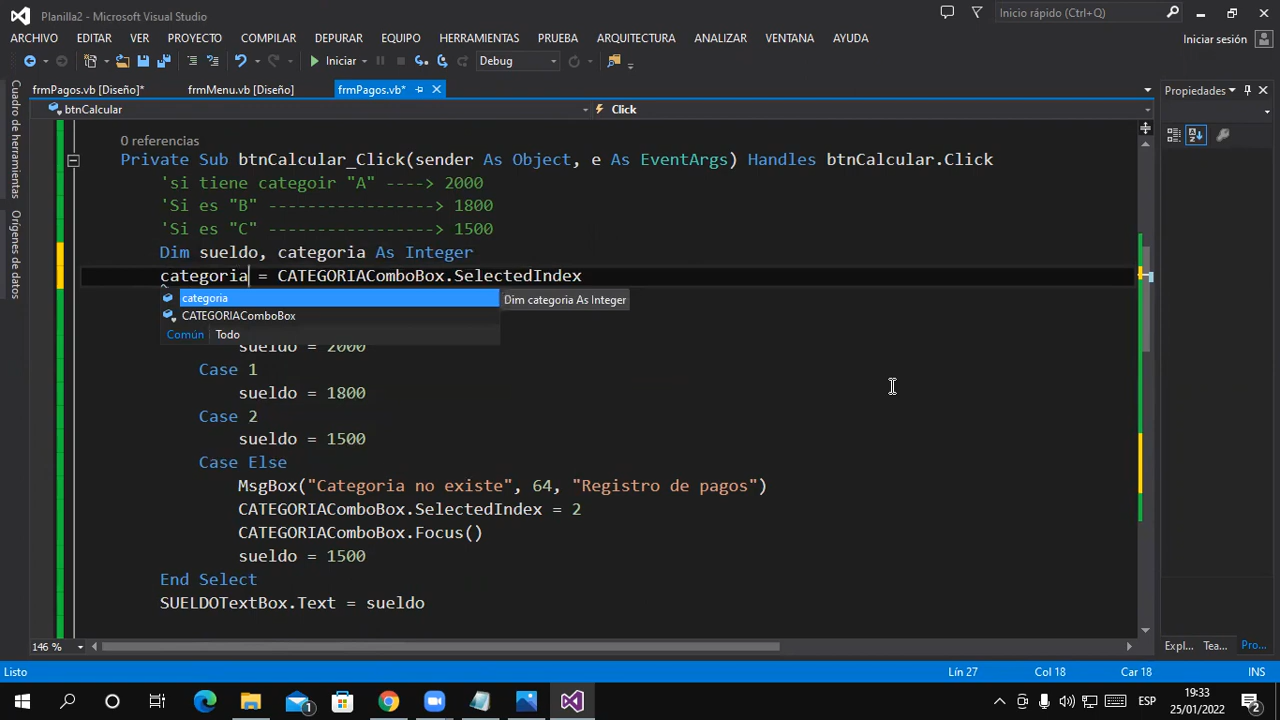 Planilla2 - Microsoft Visual Studio
Inicio rápido (Ctrl+Q)
ARCHIVO EDITAR VER PROYECTO COMPILAR DEPURAR EQUIPO HERRAMIENTAS PRUEBA ARQUITECTURA ANALIZAR VENTANA AYUDA
Iniciar sesión
Iniciar Debug
frmPagos.vb [Diseño]* frmMenu.vb [Diseño] frmPagos.vb*
Propiedades
btnCalcular Click
Cuadro de herramientas
Orígenes de datos
0 referencias
Private Sub btnCalcular_Click(sender As Object, e As EventArgs) Handles btnCalcular.Click
'si tiene categoir "A" ----> 2000
'Si es "B" -----------------> 1800
'Si es "C" -----------------> 1500
Dim sueldo, categoria As Integer
categoria = CATEGORIAComboBox.SelectedIndex
categoria
Dim categoria As Integer
CATEGORIAComboBox
Común Todo
sueldo = 2000
Case 1
sueldo = 1800
Case 2
sueldo = 1500
Case Else
MsgBox("Categoria no existe", 64, "Registro de pagos")
CATEGORIAComboBox.SelectedIndex = 2
CATEGORIAComboBox.Focus()
sueldo = 1500
End Select
SUELDOTextBox.Text = sueldo
146 %
Expl... Tea... Pro...
Listo Lín 27 Col 18 Car 18 INS
1 ESP 19:33 2
25/01/2022